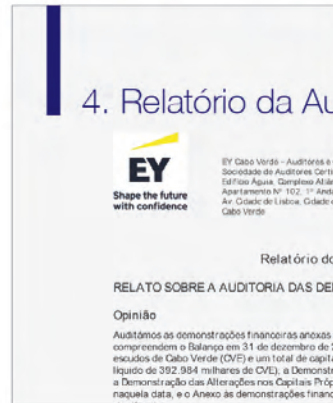 4. Relatório da Au
EY
Shape the future
with confidence
EY Cabo Verde - Auditores e
Sociedade de Auditores Certi
Edifício Águia, Complexo Atlân
Apartamento Nº 102, 1º Anda
Av. Cidade de Lisboa, Cidade
Cabo Verde
Relatório do
RELATO SOBRE A AUDITORIA DAS DE
Opinião
Auditámos as demonstrações financeiras anexas
compreendem o Balanço em 31 de dezembro de
escudos de Cabo Verde (CVE) e um total de capita
líquido de 392.984 milhares de CVE), a Demonstr
a Demonstração das Alterações nos Capitais Próp
naquela data, e o Anexo às demonstrações finan